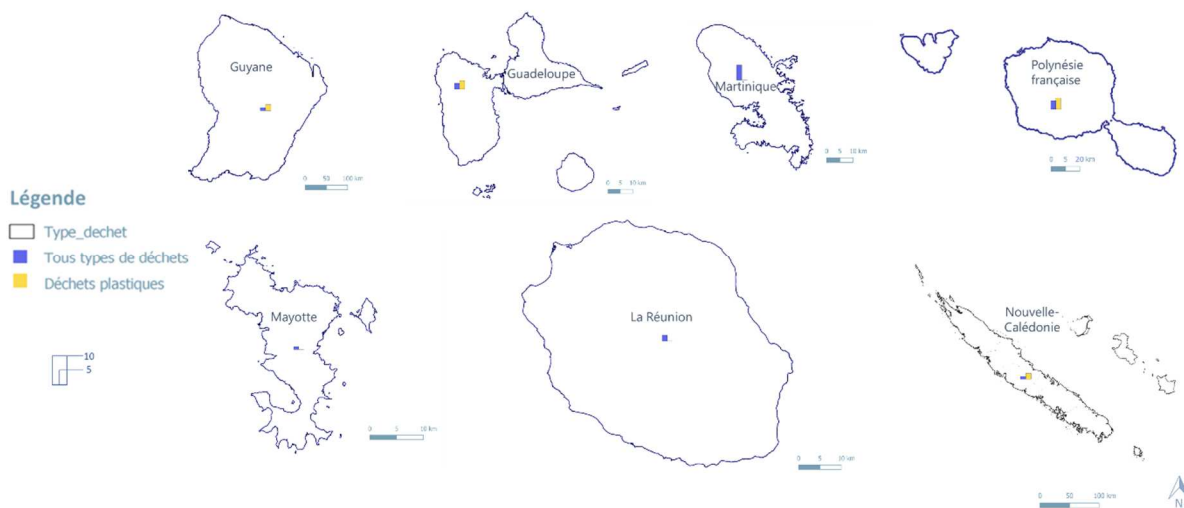 Guyane
0 50 100 km
Guadeloupe
0 5 10 km
Martinique
0 5 10 km
Polynésie
française
0 5 20 km
Légende
Type_dechet
Tous types de déchets
Déchets plastiques
10
5
Mayotte
0 5 10 km
La Réunion
0 5 10 km
Nouvelle-
Calédonie
0 50 100 km
N